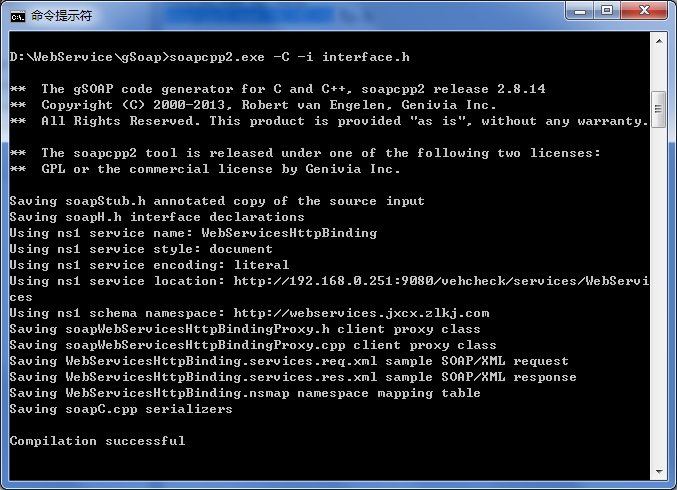 命令提示符
D:\WebService\gSoap>soapcpp2.exe -C -i interface.h
** The gSOAP code generator for C and C++, soapcpp2 release 2.8.14
** Copyright (C) 2000-2013, Robert van Engelen, Genivia Inc.
** All Rights Reserved. This product is provided "as is", without any warranty.
** The soapcpp2 tool is released under one of the following two licenses:
** GPL or the commercial license by Genivia Inc.
Saving soapStub.h annotated copy of the source input
Saving soapH.h interface declarations
Using ns1 service name: WebServicesHttpBinding
Using ns1 service style: document
Using ns1 service encoding: literal
Using ns1 service location: http://192.168.0.251:9080/vehcheck/services/WebServi
ces
Using ns1 schema namespace: http://webservices.jxcx.zlkj.com
Saving soapWebServicesHttpBindingProxy.h client proxy class
Saving soapWebServicesHttpBindingProxy.cpp client proxy class
Saving WebServicesHttpBinding.services.req.xml sample SOAP/XML request
Saving WebServicesHttpBinding.services.res.xml sample SOAP/XML response
Saving WebServicesHttpBinding.nsmap namespace mapping table
Saving soapC.cpp serializers
Compilation successful